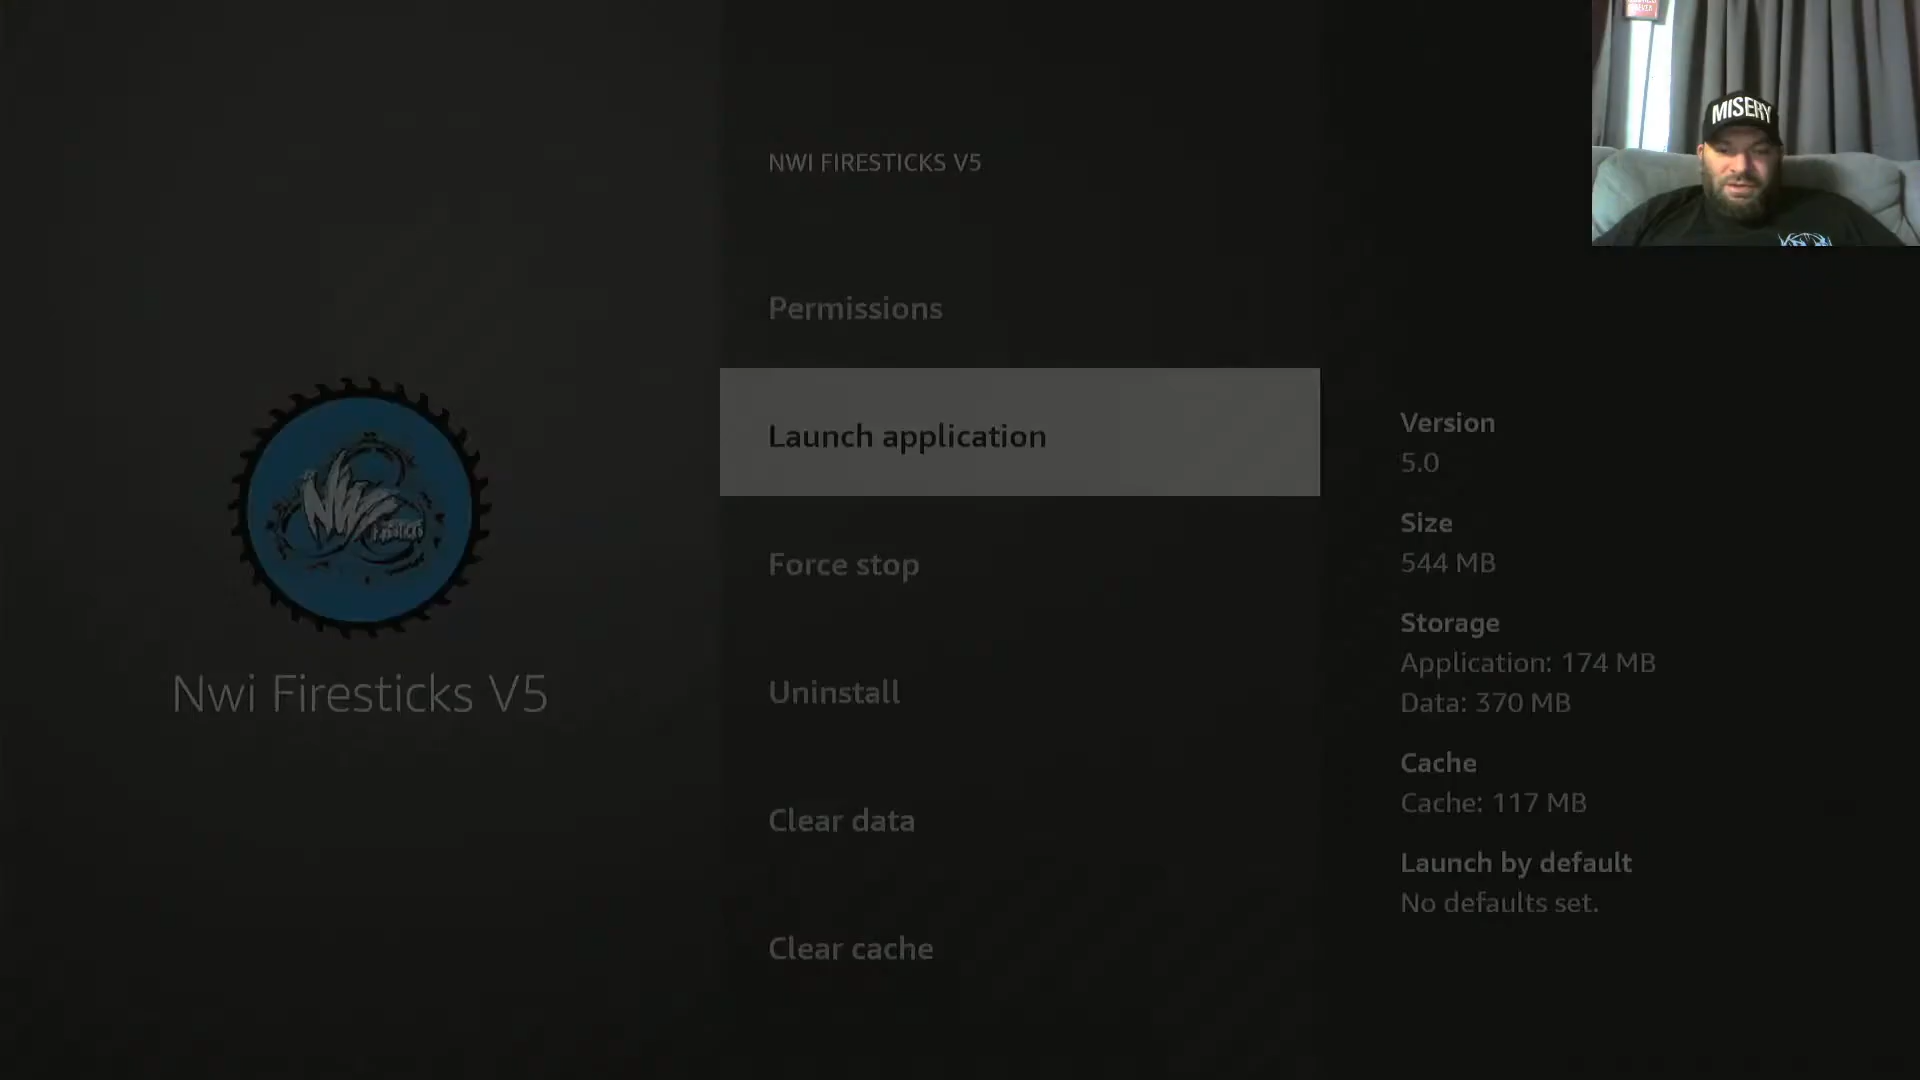 MISERY
NWI FIRESTICKS V5
Permissions
Launch application
Force stop
Uninstall
Clear data
Clear cache
NWI
FIRESTICKS
Nwi Firesticks V5
Version
5.0
Size
544 MB
Storage
Application: 174 MB
Data: 370 MB
Cache
Cache: 117 MB
Launch by default
No defaults set.